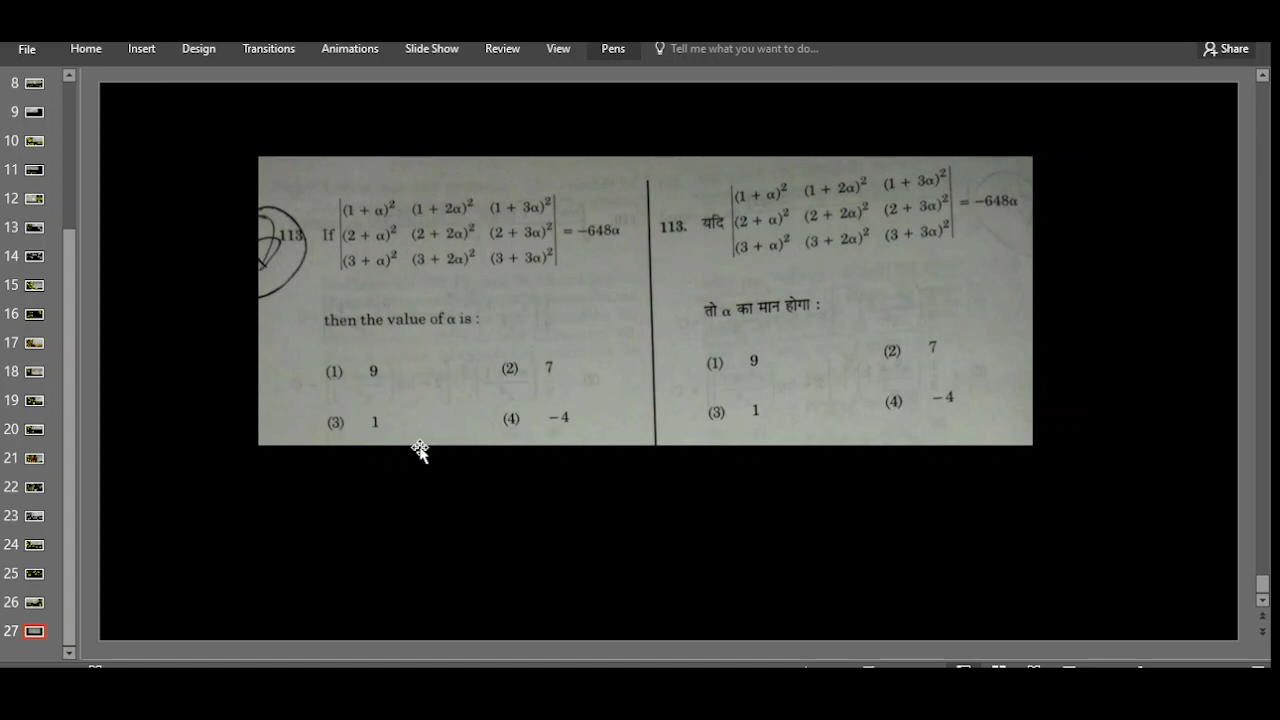 File Home Insert Design Transitions Animations Slide Show Review View Pens Tell me what you want to do... Share
8
9
10
11
12
13
14
15
16
17
18
19
20
21
22
23
24
25
26
27
113. If |(1 + α)² (1 + 2α)² (1 + 3α)²|
|(2 + α)² (2 + 2α)² (2 + 3α)²| = −648α
|(3 + α)² (3 + 2α)² (3 + 3α)²|
then the value of α is :
(1) 9 (2) 7
(3) 1 (4) −4
113. यदि |(1 + α)² (1 + 2α)² (1 + 3α)²|
|(2 + α)² (2 + 2α)² (2 + 3α)²| = −648α
|(3 + α)² (3 + 2α)² (3 + 3α)²|
तो α का मान होगा :
(1) 9 (2) 7
(3) 1 (4) −4